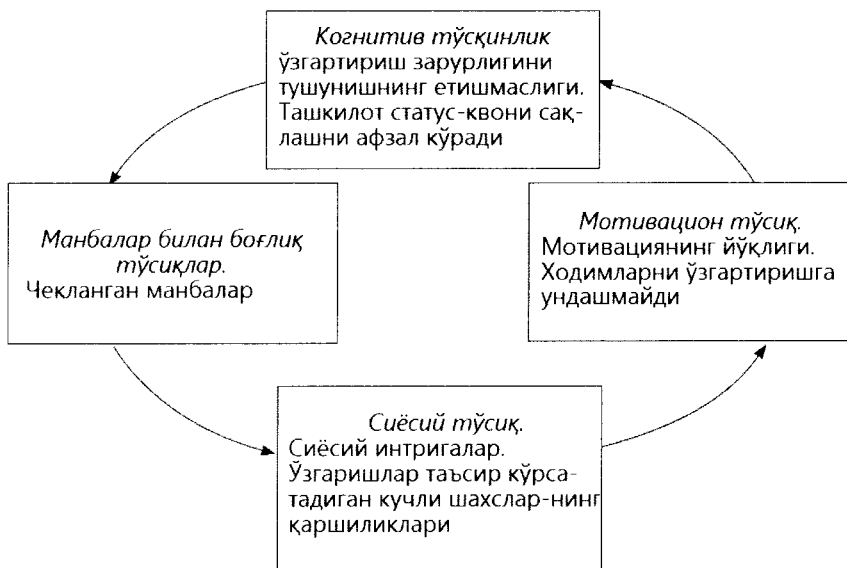 Когнитив тўсқинлик
ўзгартириш зарурлигини
тушунишнинг етишмаслиги.
Ташкилот статус-квони сақ-
лашни афзал кўради
Манбалар билан боғлиқ
тўсиқлар.
Чекланган манбалар
Мотивацион тўсиқ.
Мотивациянинг йўқлиги.
Ходимларни ўзгартиришга
ундашмайди
Сиёсий тўсиқ.
Сиёсий интригалар.
Ўзгаришлар таъсир кўрса-
тадиган кучли шахслар-нинг
қаршиликлари